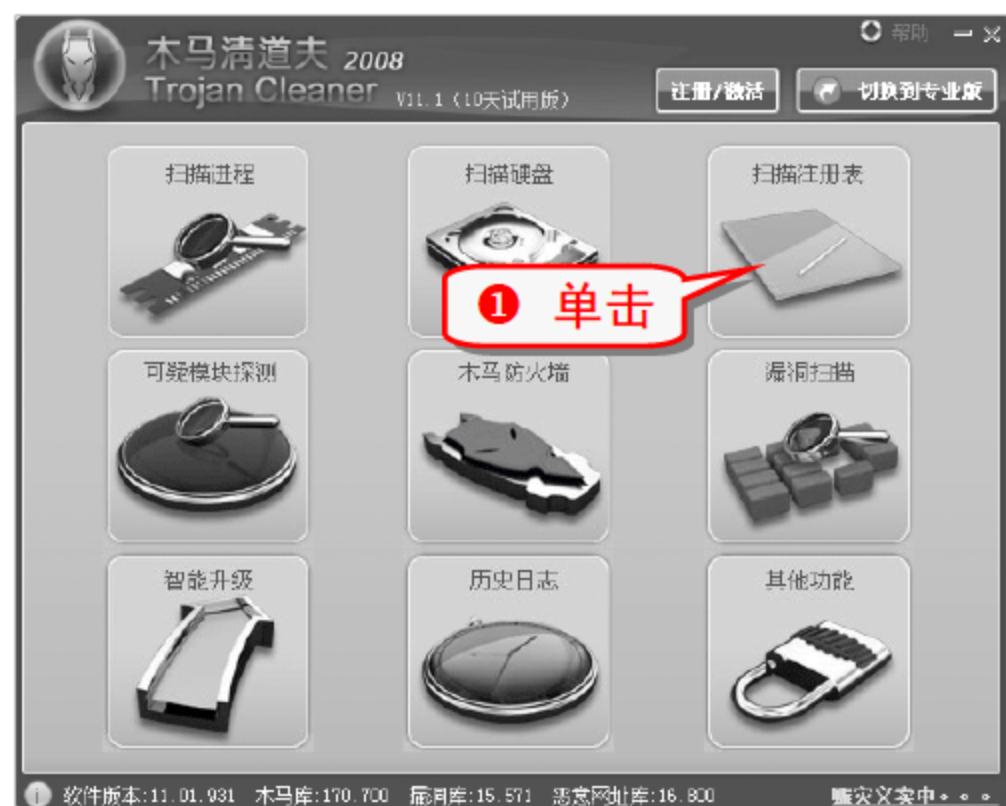 木马清道夫 2008
帮助
Trojan Cleaner V11.1 (10天试用版)
注册/激活
切换到专业版
扫描进程
扫描硬盘
扫描注册表
❶ 单击
可疑模块探测
木马防火墙
漏洞扫描
智能升级
历史日志
其他功能
软件版本:11.01.931 木马库:170.700 漏洞库:15.571 恶意网址库:16.800
赈灾义卖中。。。